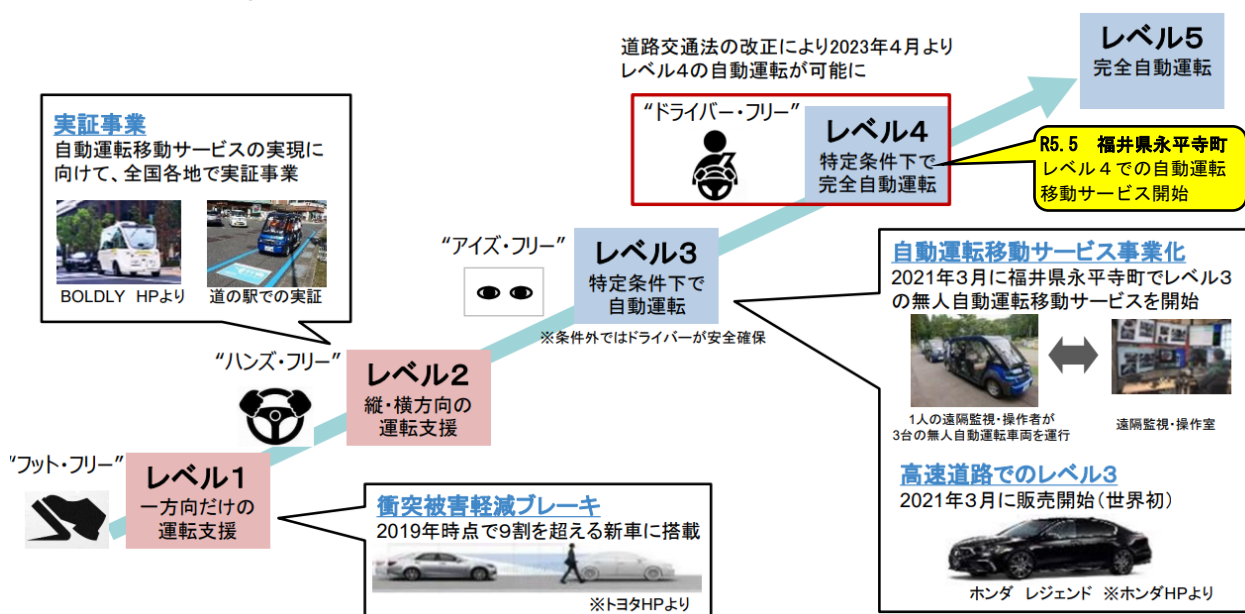 レベル5
完全自動運転
道路交通法の改正により2023年4月より
レベル4の自動運転が可能に
“ドライバー・フリー”
レベル4
特定条件下で
完全自動運転
R5.5 福井県永平寺町
レベル4での自動運転
移動サービス開始
実証事業
自動運転移動サービスの実現に
向けて、全国各地で実証事業
BOLDLY HPより
道の駅での実証
“アイズ・フリー”
レベル3
特定条件下で
自動運転
※条件外ではドライバーが安全確保
自動運転移動サービス事業化
2021年3月に福井県永平寺町でレベル3
の無人自動運転移動サービスを開始
1人の遠隔監視・操作者が
3台の無人自動運転車両を運行
遠隔監視・操作室
高速道路でのレベル3
2021年3月に販売開始(世界初)
ホンダ レジェンド ※ホンダHPより
“ハンズ・フリー”
レベル2
縦・横方向の
運転支援
“フット・フリー”
レベル1
一方向だけの
運転支援
衝突被害軽減ブレーキ
2019年時点で9割を超える新車に搭載
※トヨタHPより